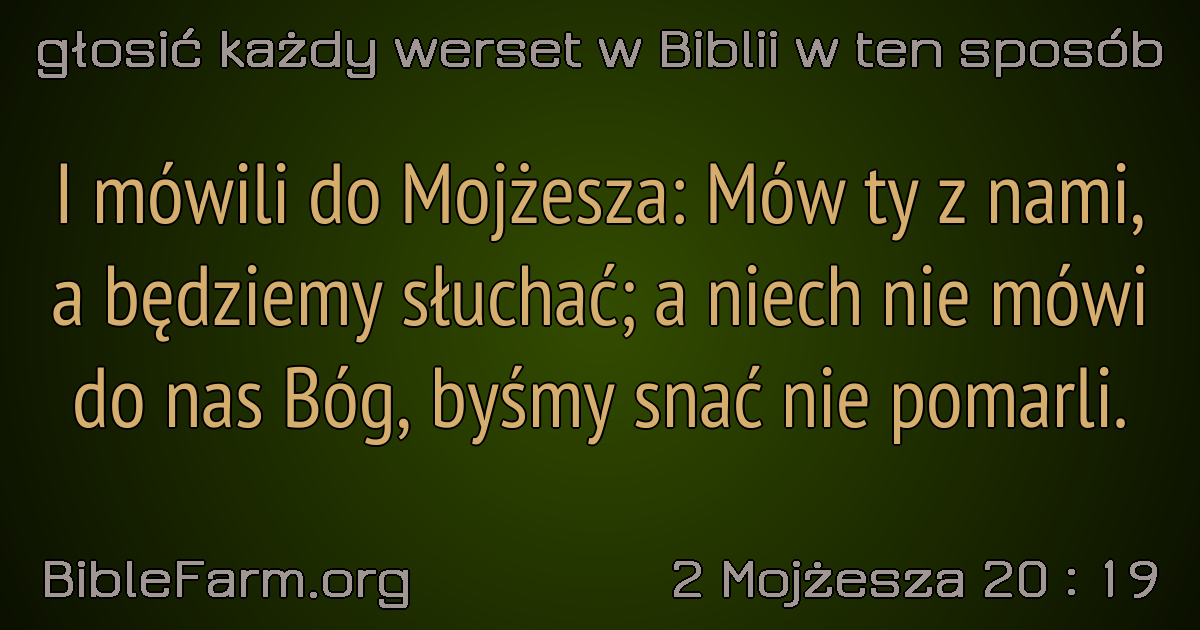 głosić każdy werset w Biblii w ten sposób
I mówili do Mojżesza: Mów ty z nami,
a będziemy słuchać; a niech nie mówi
do nas Bóg, byśmy snać nie pomarli.
BibleFarm.org
2 Mojżesza 20 : 19